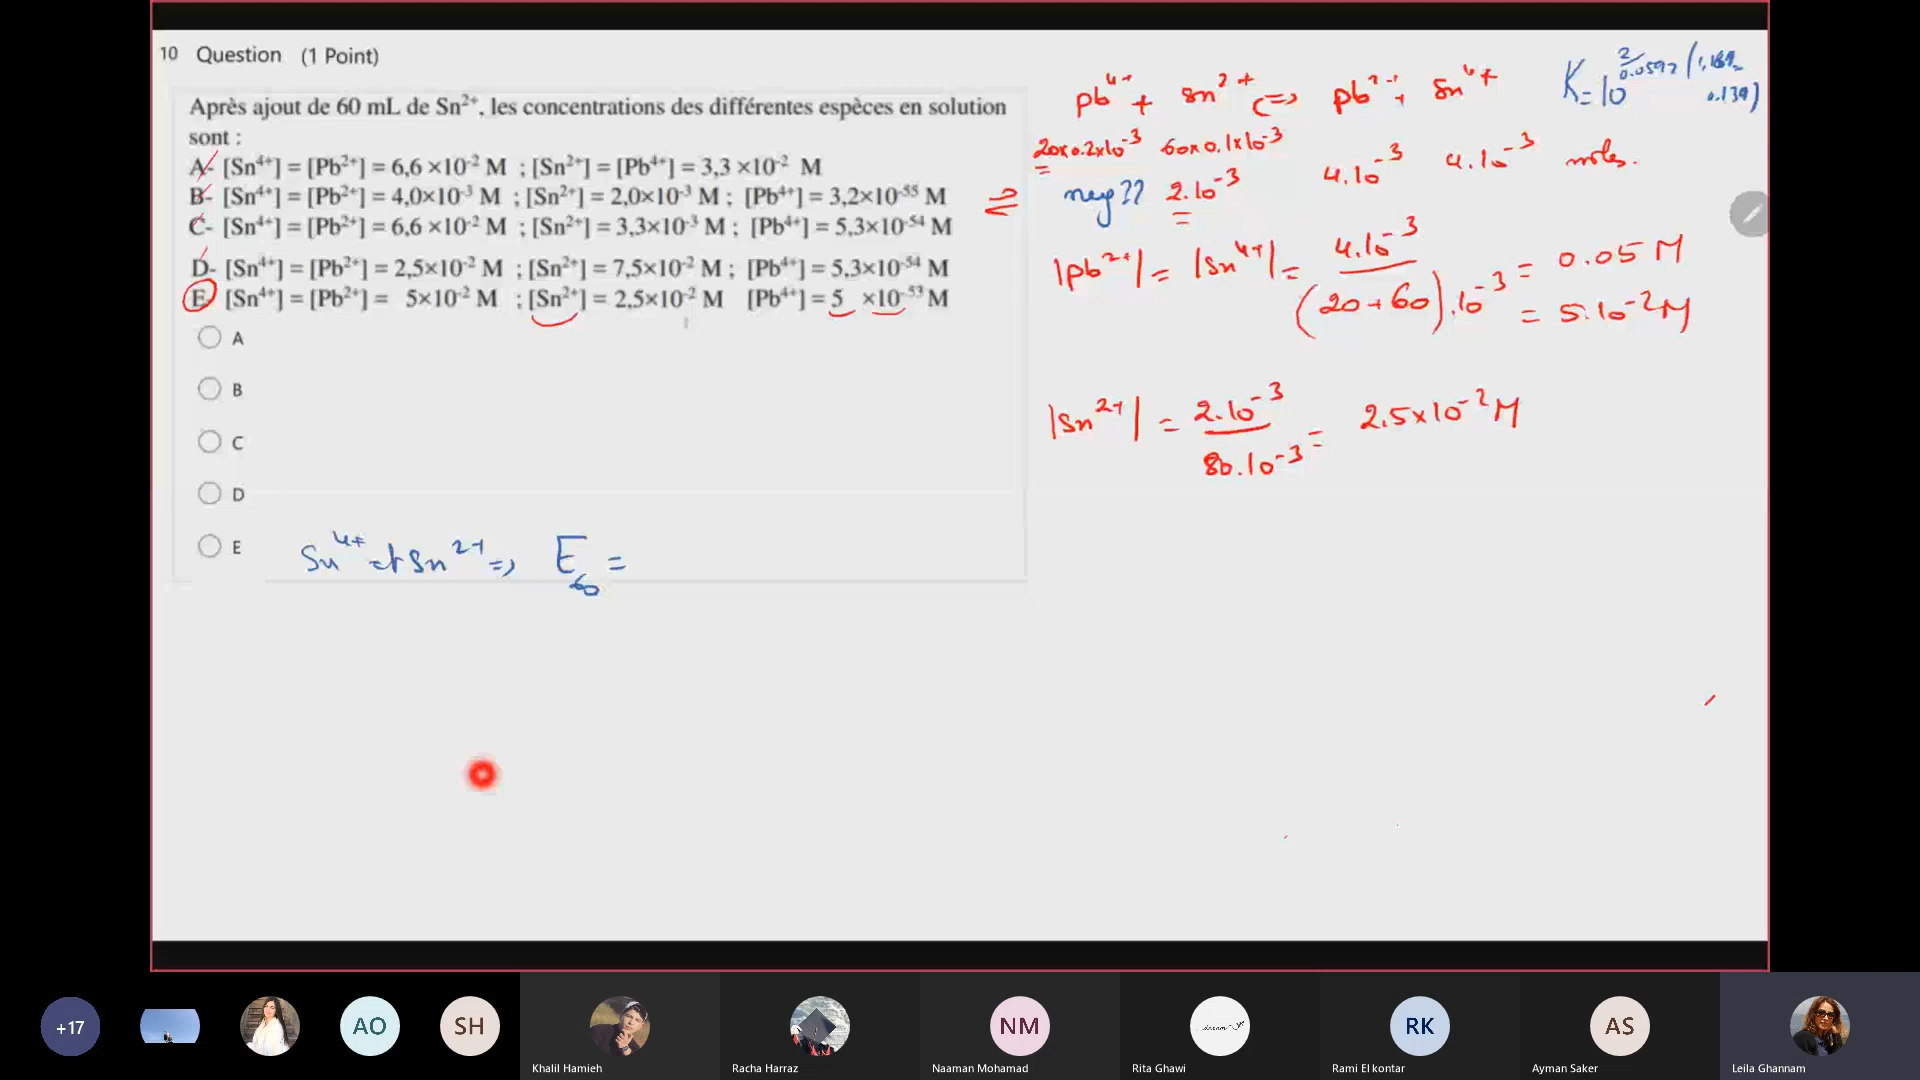 10 Question (1 Point)
Après ajout de 60 mL de Sn²⁺, les concentrations des différentes espèces en solution
sont :
A- [Sn⁴⁺] = [Pb²⁺] = 6,6 ×10⁻² M ; [Sn²⁺] = [Pb⁴⁺] = 3,3 ×10⁻² M
B- [Sn⁴⁺] = [Pb²⁺] = 4,0×10⁻³ M ; [Sn²⁺] = 2,0×10⁻³ M ; [Pb⁴⁺] = 3,2×10⁻⁵⁵ M
C- [Sn⁴⁺] = [Pb²⁺] = 6,6 ×10⁻² M ; [Sn²⁺] = 3,3×10⁻³ M ; [Pb⁴⁺] = 5,3×10⁻⁵⁴ M
D- [Sn⁴⁺] = [Pb²⁺] = 2,5×10⁻² M ; [Sn²⁺] = 7,5×10⁻² M ; [Pb⁴⁺] = 5,3×10⁻⁵⁴ M
E- [Sn⁴⁺] = [Pb²⁺] = 5×10⁻² M ; [Sn²⁺] = 2,5×10⁻² M [Pb⁴⁺] = 5 ×10⁻⁵³ M
A
B
C
D
E
Sn⁴⁺ Sn²⁺ => E₆₀ =
pb⁴⁺ + Sn²⁺ <=> pb²⁺ + Sn⁴⁺
K = 10
2/0.0592
20×0.2×10⁻³ 60×0.1×10⁻³ 4.10⁻³ 4.10⁻³ moles.
⇌ neg?? 2.10⁻³
|pb²⁺| = |Sn⁴⁺| = 4.10⁻³ / (20+60).10⁻³ = 0.05 M
= 5.10⁻² M
|Sn²⁺| = 2.10⁻³ / 80.10⁻³ = 2.5×10⁻² M
+17
AO
SH
NM
RK
AS
Khalil Hamieh
Racha Harraz
Naaman Mohamad
Rita Ghawi
Rami El kontar
Ayman Saker
Leila Ghannam